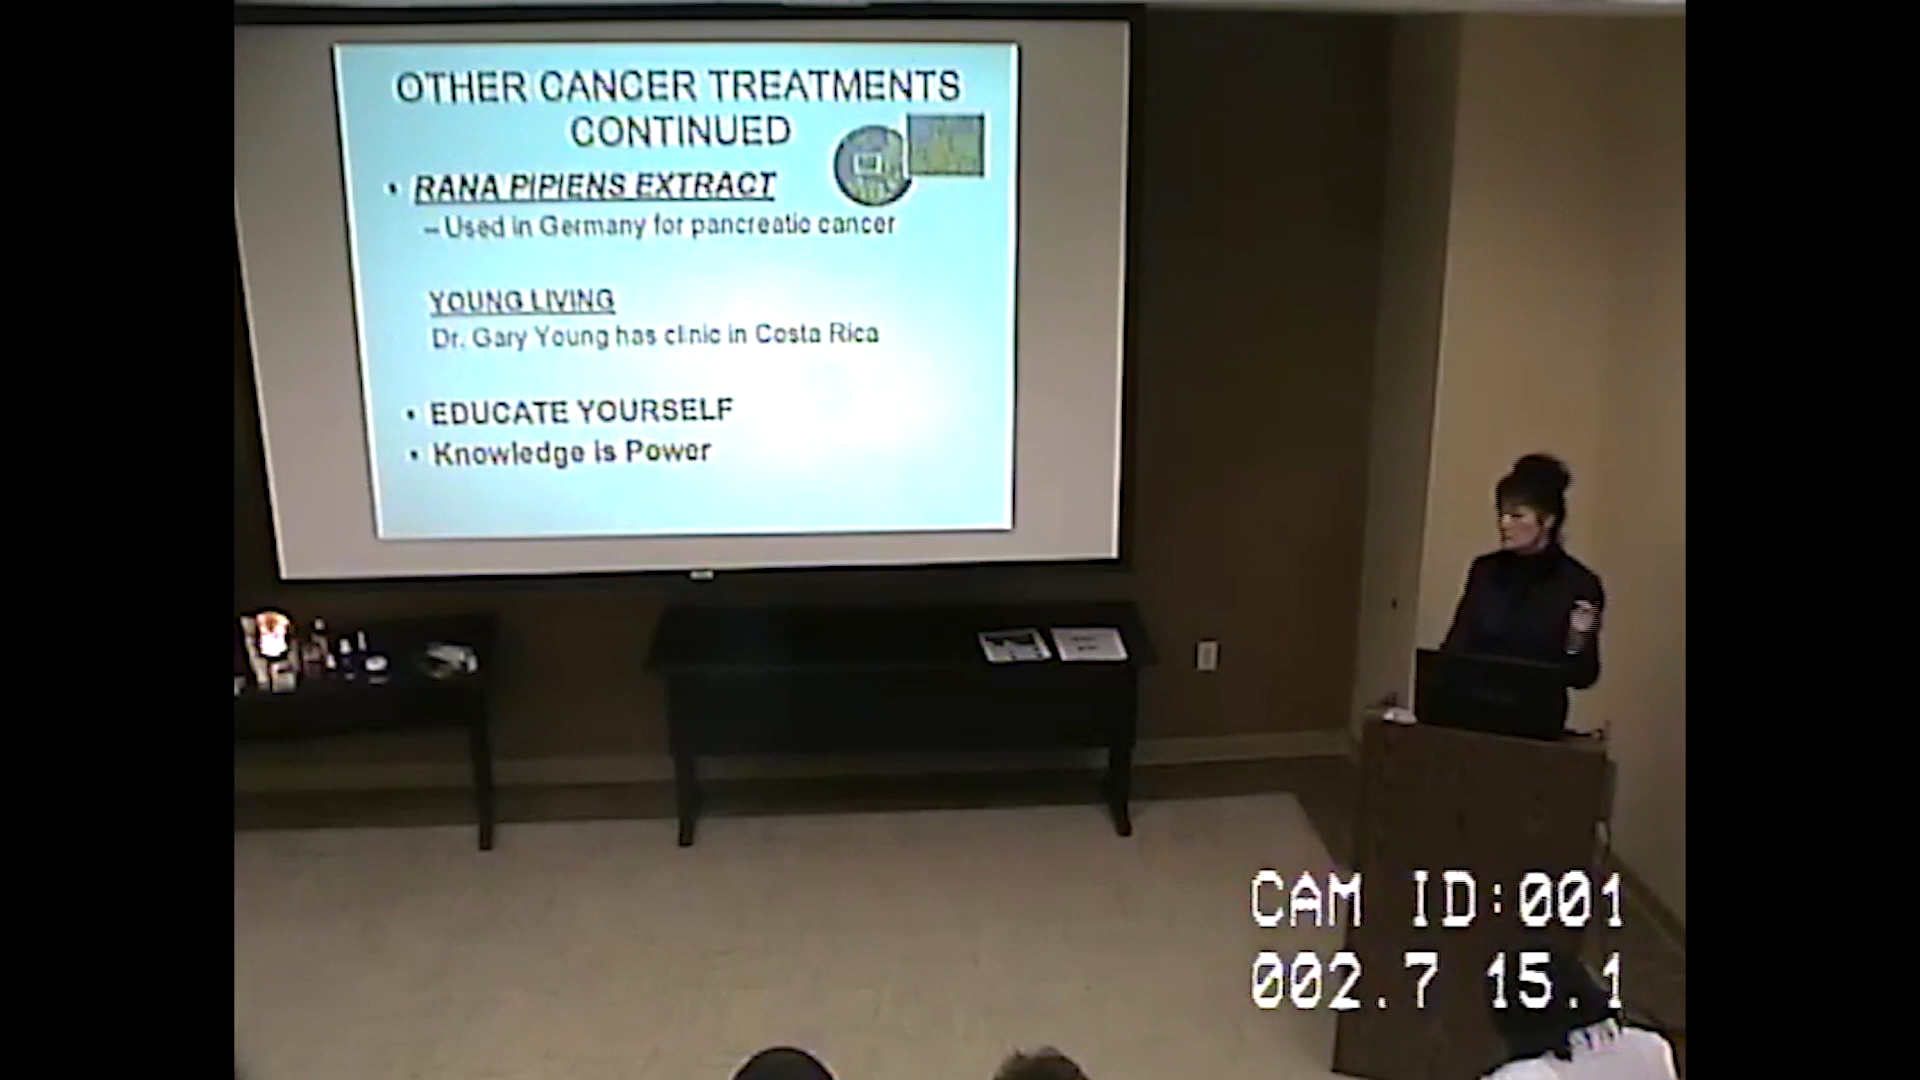 OTHER CANCER TREATMENTS
CONTINUED
• RANA PIPIENS EXTRACT
– Used in Germany for pancreatic cancer
YOUNG LIVING
Dr. Gary Young has clinic in Costa Rica
• EDUCATE YOURSELF
• Knowledge is Power
CAM ID:001
002.7 15.1